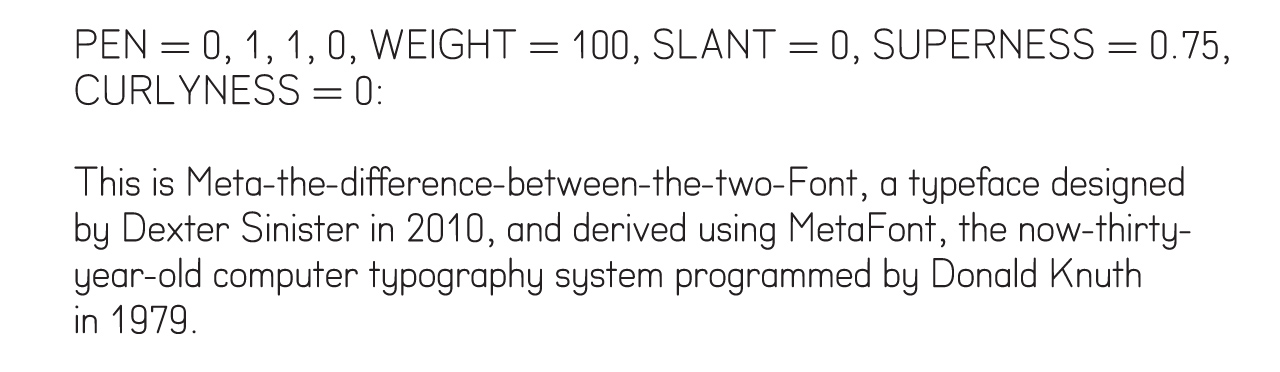 PEN = 0, 1, 1, 0, WEIGHT = 100, SLANT = 0, SUPERNESS = 0.75,
CURLYNESS = 0:
This is Meta-the-difference-between-the-two-Font, a typeface designed
by Dexter Sinister in 2010, and derived using MetaFont, the now-thirty-
year-old computer typography system programmed by Donald Knuth
in 1979.